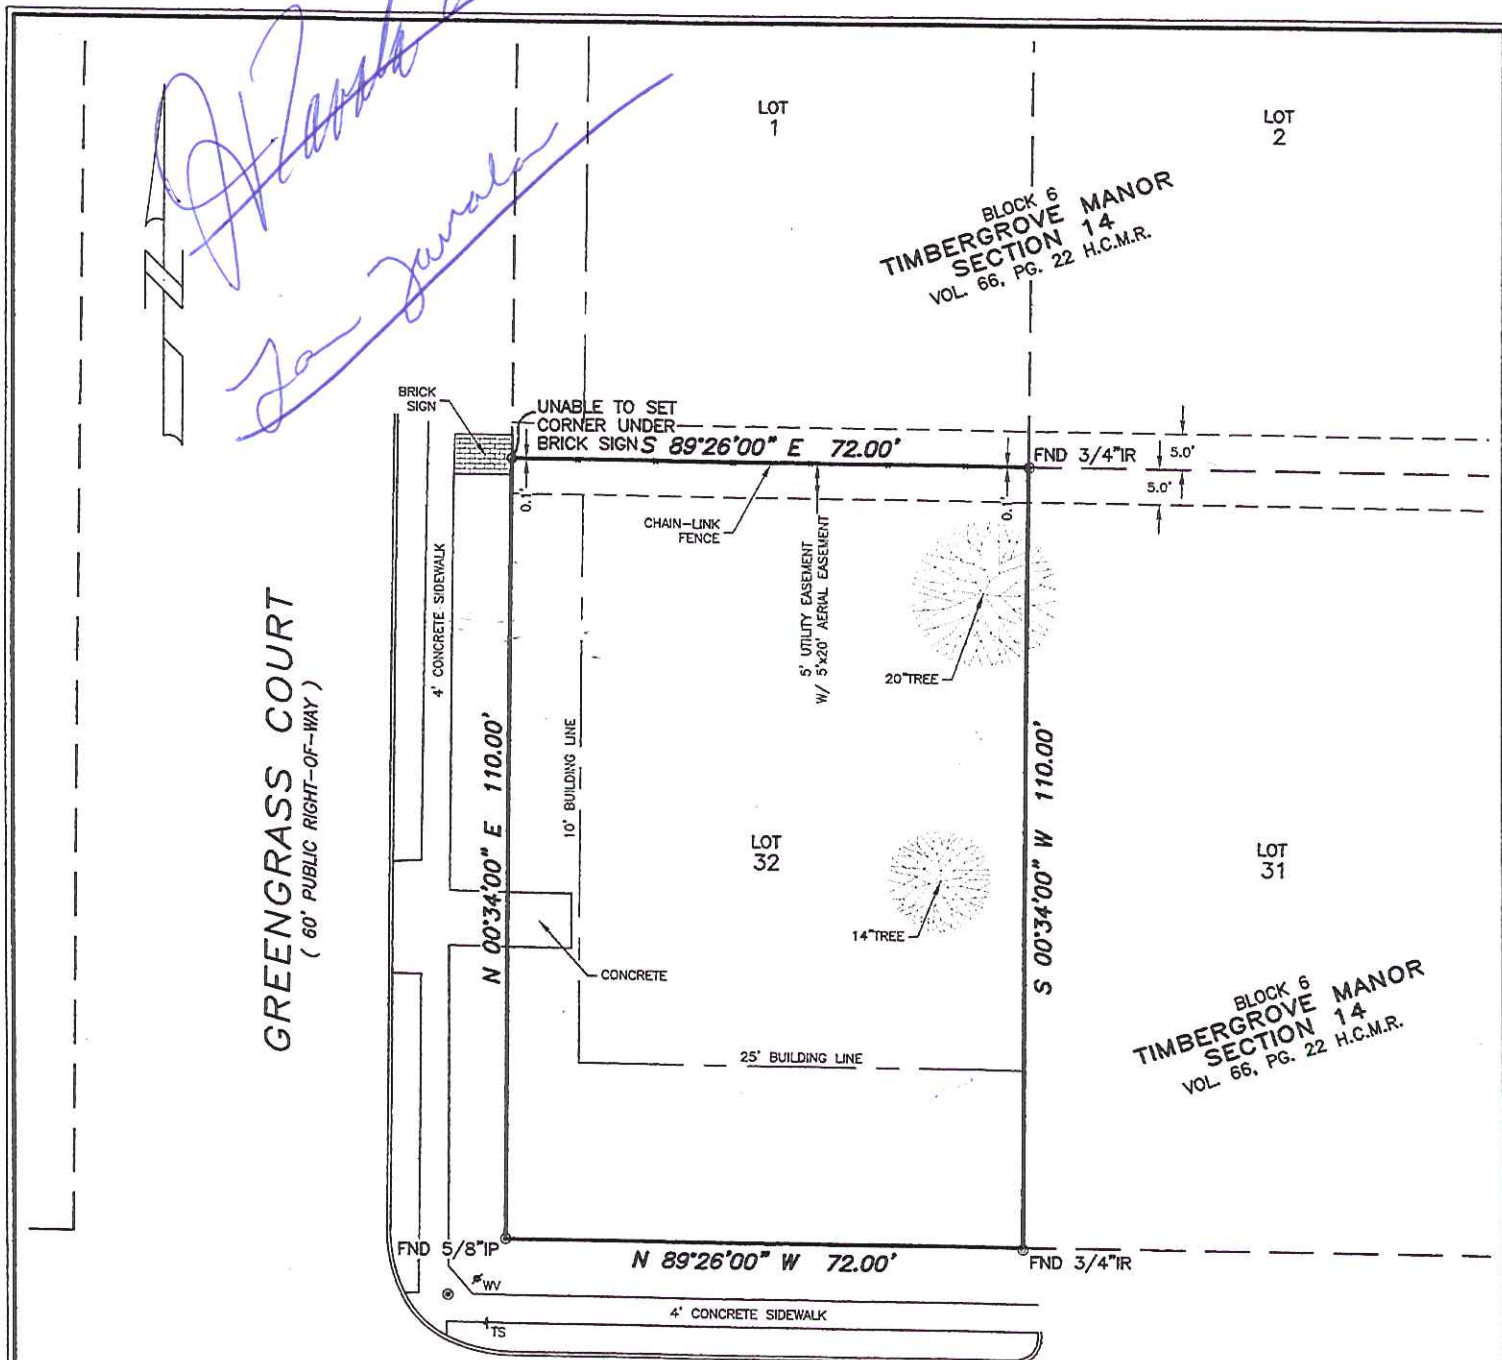 LOT
1
LOT
2
BLOCK 6
TIMBERGROVE MANOR
SECTION 14
VOL. 66, PG. 22 H.C.M.R.
BRICK
SIGN
UNABLE TO SET
CORNER UNDER
BRICK SIGN
S 89°26'00" E 72.00'
FND 3/4"IR
5.0'
5.0'
0.1'
0.
CHAIN-LINK
FENCE
5' UTILITY EASEMENT
W/ 5'x20' AERIAL EASEMENT
4' CONCRETE SIDEWALK
20"TREE
GREENGRASS COURT
( 60' PUBLIC RIGHT-OF-WAY )
N 00°34'00" E 110.00'
10' BUILDING LINE
LOT
32
S 00°34'00" W 110.00'
LOT
31
14"TREE
CONCRETE
BLOCK 6
TIMBERGROVE MANOR
SECTION 14
VOL. 66, PG. 22 H.C.M.R.
25' BUILDING LINE
FND 5/8"IP
N 89°26'00" W 72.00'
FND 3/4"IR
WV
4' CONCRETE SIDEWALK
TS